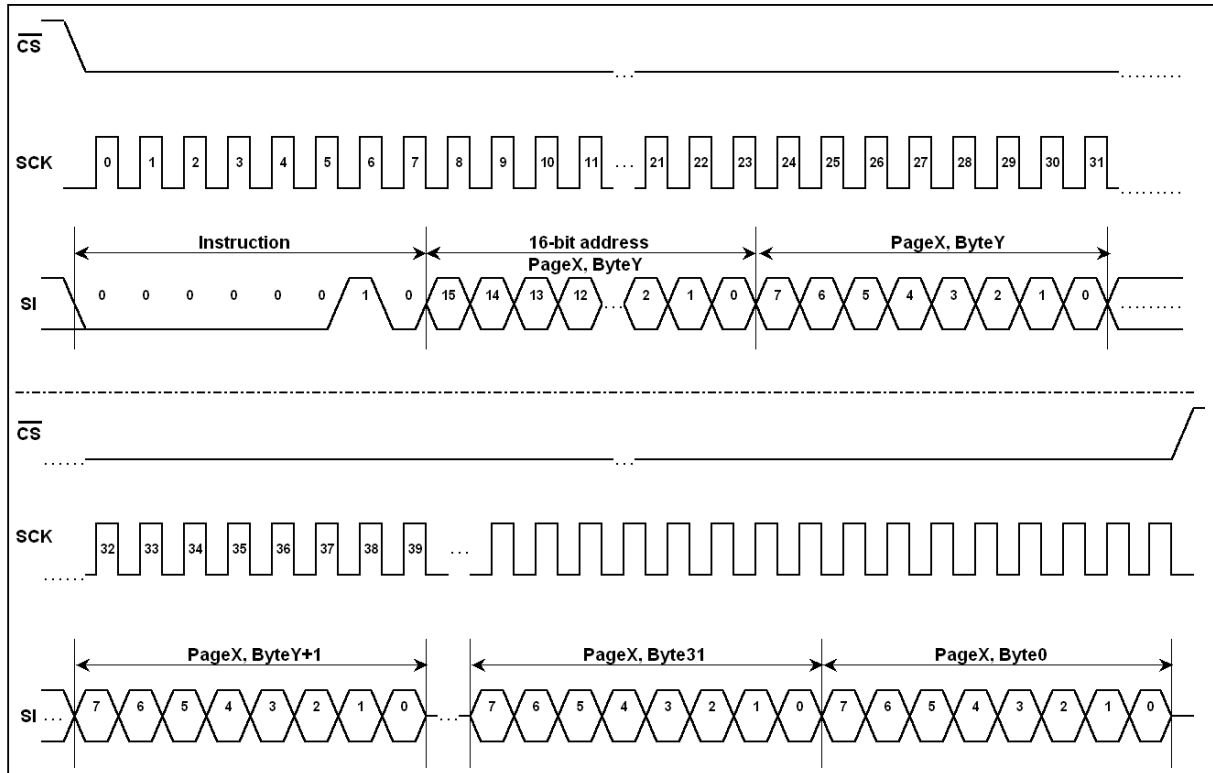 CS
...
.........
SCK
0 1 2 3 4 5 6 7 8 9 10 11 ... 21 22 23 24 25 26 27 28 29 30 31
.........
Instruction
16-bit address
PageX, ByteY
PageX, ByteY
SI
0 0 0 0 0 0 1 0 15 14 13 12 ... 2 1 0 7 6 5 4 3 2 1 0 .........
CS
......
...
SCK
32 33 34 35 36 37 38 39 ...
......
PageX, ByteY+1
PageX, Byte31
PageX, Byte0
SI ... 7 6 5 4 3 2 1 0 ... 7 6 5 4 3 2 1 0 7 6 5 4 3 2 1 0